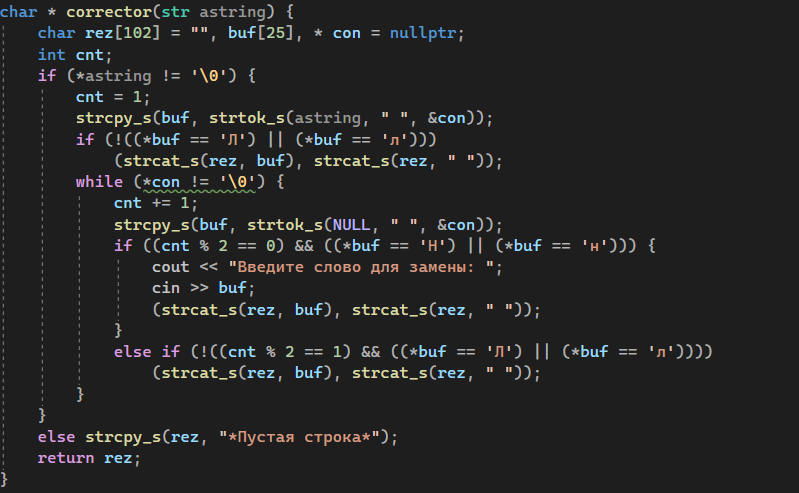 char * corrector(str astring) {
    char rez[102] = "", buf[25], * con = nullptr;
    int cnt;
    if (*astring != '\0') {
        cnt = 1;
        strcpy_s(buf, strtok_s(astring, " ", &con));
        if (!((*buf == 'Л') || (*buf == 'л')))
            (strcat_s(rez, buf), strcat_s(rez, " "));
        while (*con != '\0') {
            cnt += 1;
            strcpy_s(buf, strtok_s(NULL, " ", &con));
            if ((cnt % 2 == 0) && ((*buf == 'Н') || (*buf == 'н'))) {
                cout << "Введите слово для замены: ";
                cin >> buf;
                (strcat_s(rez, buf), strcat_s(rez, " "));
            }
            else if (!((cnt % 2 == 1) && ((*buf == 'Л') || (*buf == 'л'))))
                (strcat_s(rez, buf), strcat_s(rez, " "));
        }
    }
    else strcpy_s(rez, "*Пустая строка*");
    return rez;
}